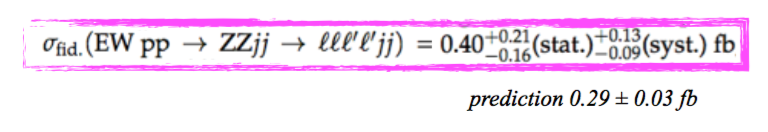 σfid.(EW pp → ZZjj → ℓℓℓ′ℓ′jj) = 0.40+0.21−0.16(stat.)+0.13−0.09(syst.) fb
prediction 0.29 ± 0.03 fb